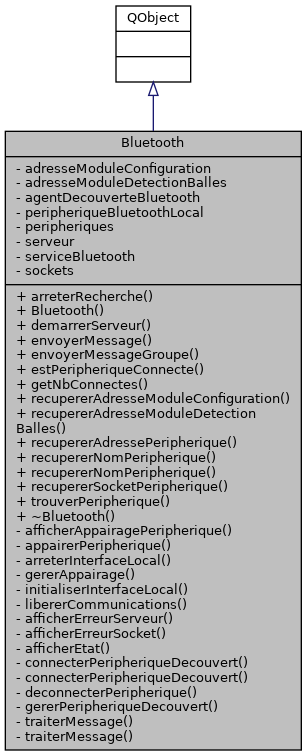 QObject
Bluetooth
- adresseModuleConfiguration
- adresseModuleDetectionBalles
- agentDecouverteBluetooth
- peripheriqueBluetoothLocal
- peripheriques
- serveur
- serviceBluetooth
- sockets
+ arreterRecherche()
+ Bluetooth()
+ demarrerServeur()
+ envoyerMessage()
+ envoyerMessageGroupe()
+ estPeripheriqueConnecte()
+ getNbConnectes()
+ recupererAdresseModuleConfiguration()
+ recupererAdresseModuleDetection
Balles()
+ recupererAdressePeripherique()
+ recupererNomPeripherique()
+ recupererNomPeripherique()
+ recupererSocketPeripherique()
+ trouverPeripherique()
+ ~Bluetooth()
- afficherAppairagePeripherique()
- appairerPeripherique()
- arreterInterfaceLocal()
- gererAppairage()
- initialiserInterfaceLocal()
- libererCommunications()
- afficherErreurServeur()
- afficherErreurSocket()
- afficherEtat()
- connecterPeripheriqueDecouvert()
- connecterPeripheriqueDecouvert()
- deconnecterPeripherique()
- gererPeripheriqueDecouvert()
- traiterMessage()
- traiterMessage()